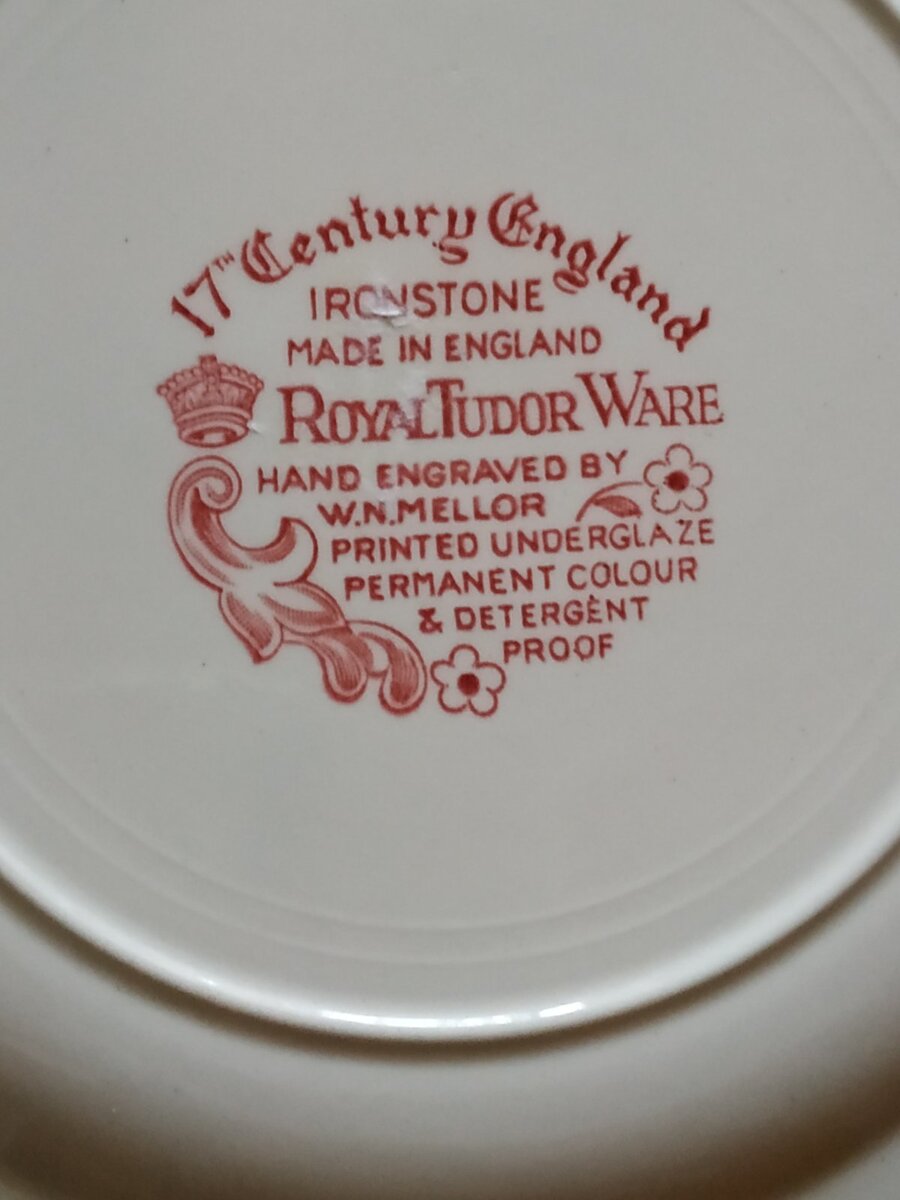 17TH Century England
IRONSTONE
MADE IN ENGLAND
ROYAL TUDOR WARE
HAND ENGRAVED BY
W.N.MELLOR
PRINTED UNDERGLAZE
PERMANENT COLOUR
& DETERGENT
PROOF